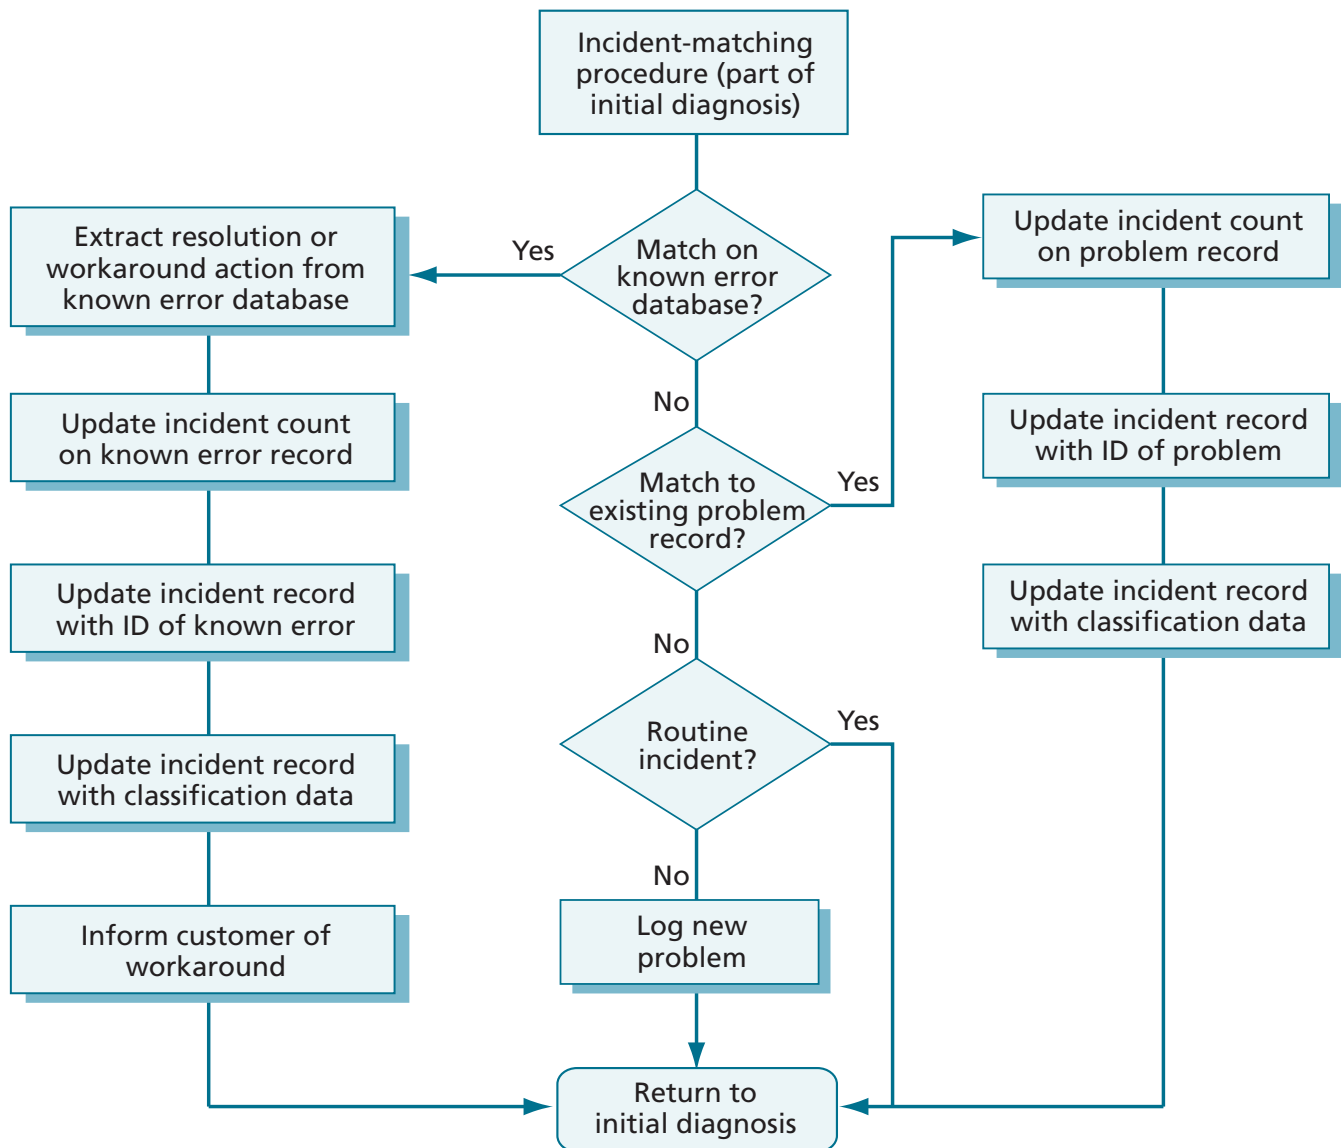 Incident-matching
procedure (part of
initial diagnosis)
Extract resolution or
workaround action from
known error database
Yes
Match on
known error
database?
Update incident count
on problem record
No
Update incident count
on known error record
Match to
existing problem
record?
Yes
Update incident record
with ID of problem
No
Update incident record
with ID of known error
Update incident record
with classification data
Routine
incident?
Yes
Update incident record
with classification data
No
Log new
problem
Inform customer of
workaround
Return to
initial diagnosis